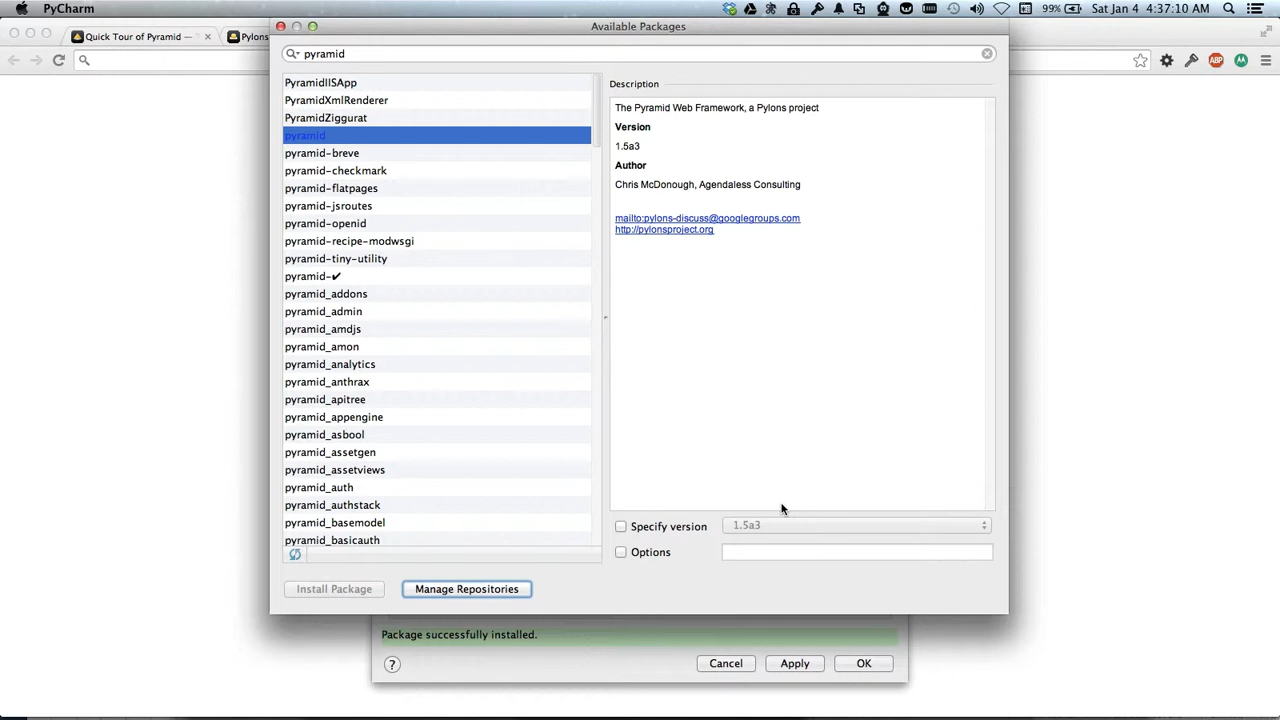 PyCharm
99%
Sat Jan 4 4:37:10 PM
Quick Tour of Pyramid —
Pylons
ABP
Available Packages
pyramid
PyramidIISApp
PyramidXmlRenderer
PyramidZiggurat
pyramid
pyramid-breve
pyramid-checkmark
pyramid-flatpages
pyramid-jsroutes
pyramid-openid
pyramid-recipe-modwsgi
pyramid-tiny-utility
pyramid-✔
pyramid_addons
pyramid_admin
pyramid_amdjs
pyramid_amon
pyramid_analytics
pyramid_anthrax
pyramid_apitree
pyramid_appengine
pyramid_asbool
pyramid_assetgen
pyramid_assetviews
pyramid_auth
pyramid_authstack
pyramid_basemodel
pyramid_basicauth
Description
The Pyramid Web Framework, a Pylons project
Version
1.5a3
Author
Chris McDonough, Agendaless Consulting
mailto:pylons-discuss@googlegroups.com
http://pylonsproject.org
Specify version
1.5a3
Options
Install Package
Manage Repositories
Package successfully installed.
?
Cancel
Apply
OK